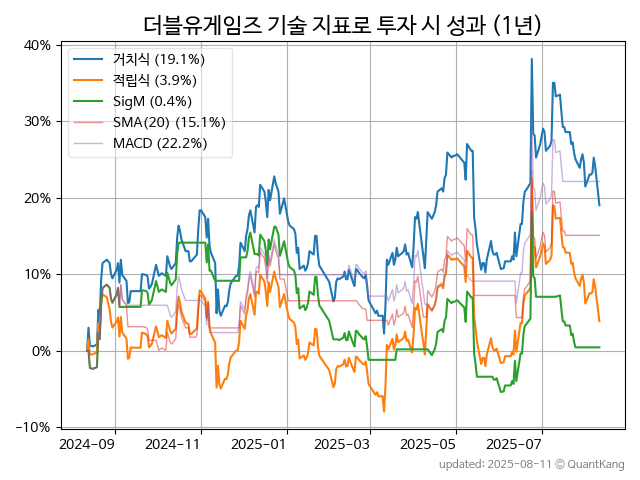 더블유게임즈 기술 지표로 투자 시 성과 (1년)
40%
30%
20%
10%
0%
−10%
거치식 (19.1%)
적립식 (3.9%)
SigM (0.4%)
SMA(20) (15.1%)
MACD (22.2%)
2024-09 2024-11 2025-01 2025-03 2025-05 2025-07
updated: 2025-08-11 © QuantKang